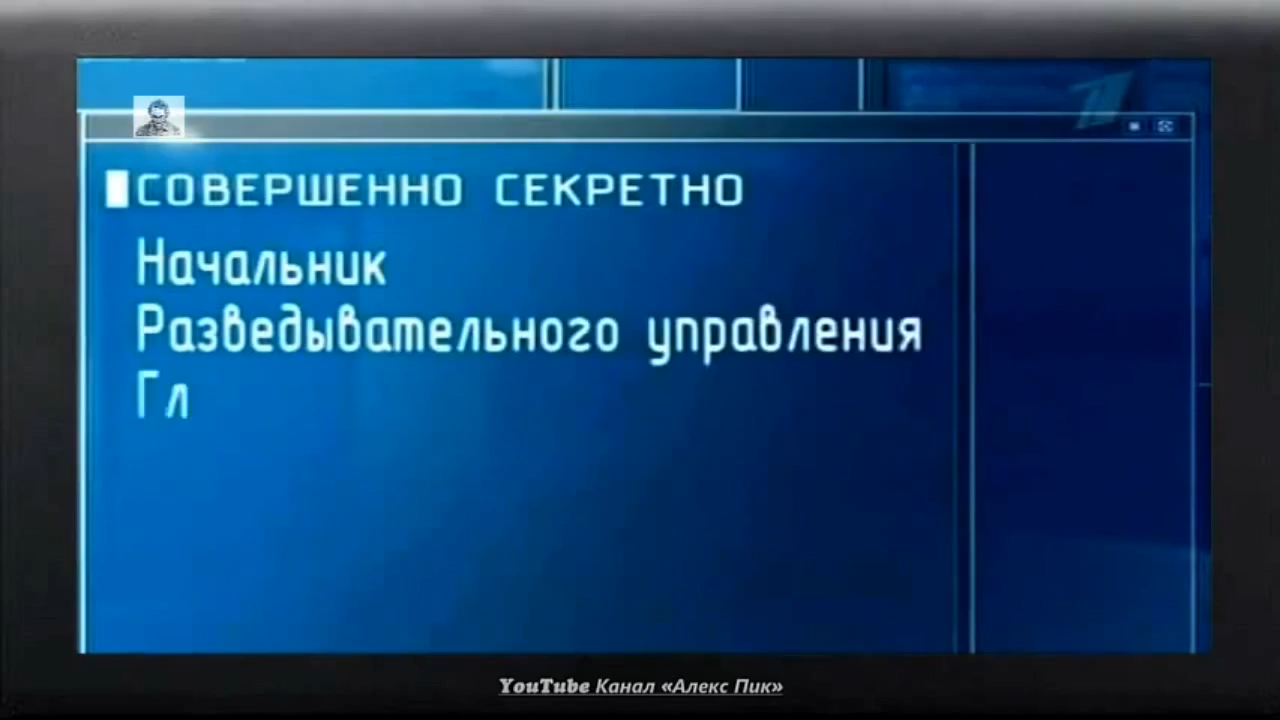 СОВЕРШЕННО СЕКРЕТНО
Начальник
Разведывательного управления
Гл
YouTube Канал «Алекс Пик»